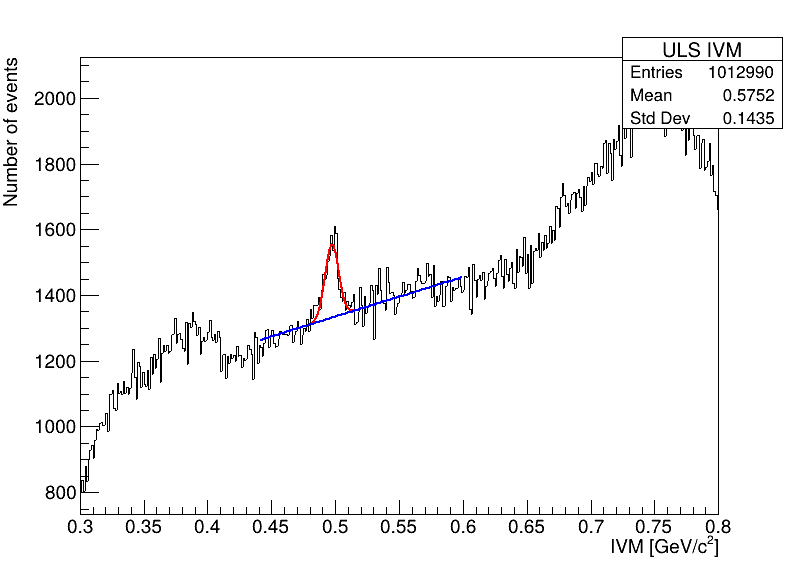 ULS IVM
Entries 1012990
Mean 0.5752
Std Dev 0.1435
Number of events
2000
1800
1600
1400
1200
1000
800
0.3 0.35 0.4 0.45 0.5 0.55 0.6 0.65 0.7 0.75 0.8
IVM [GeV/c²]